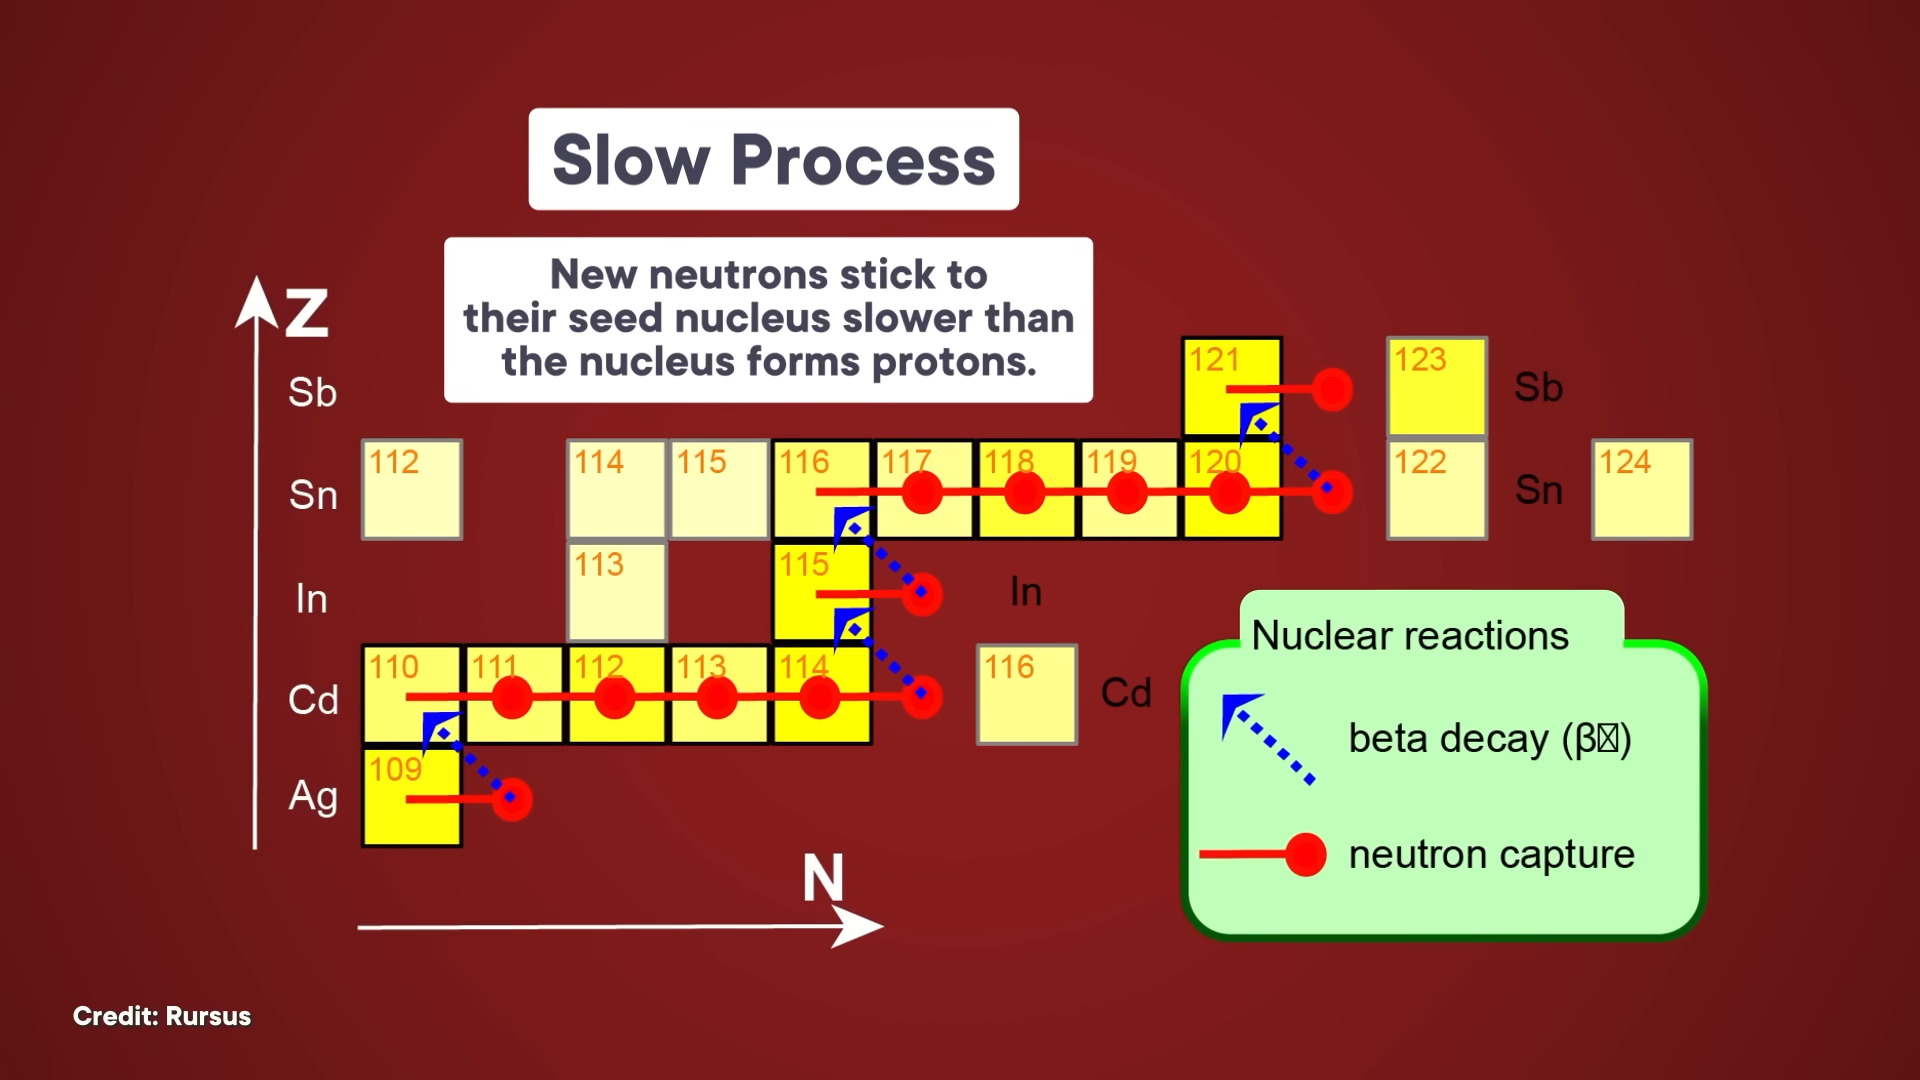 Slow Process
New neutrons stick to
their seed nucleus slower than
the nucleus forms protons.
Z
Sb 121 123 Sb
Sn 112 114 115 116 117 118 119 120 122 Sn 124
In 113 115 In
Cd 110 111 112 113 114 116 Cd
Ag 109
N
Nuclear reactions
beta decay (β□)
neutron capture
Credit: Rursus